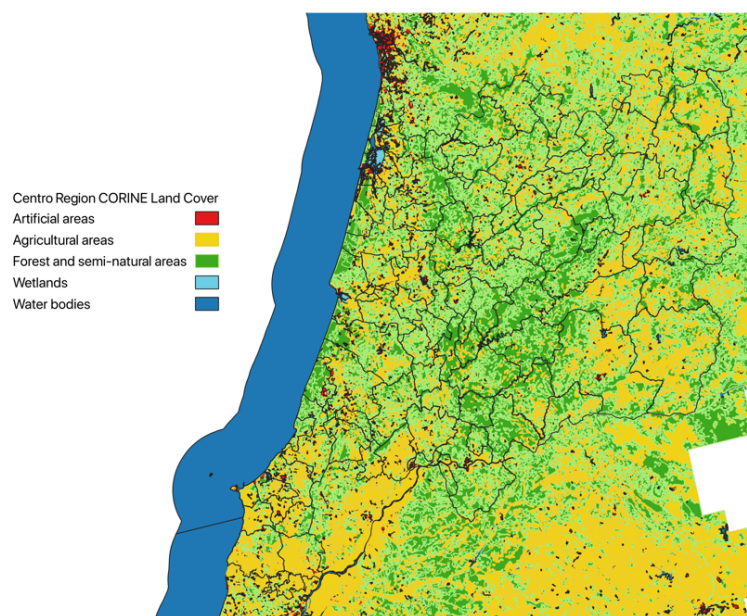 Centro Region CORINE Land Cover
Artificial areas
Agricultural areas
Forest and semi-natural areas
Wetlands
Water bodies